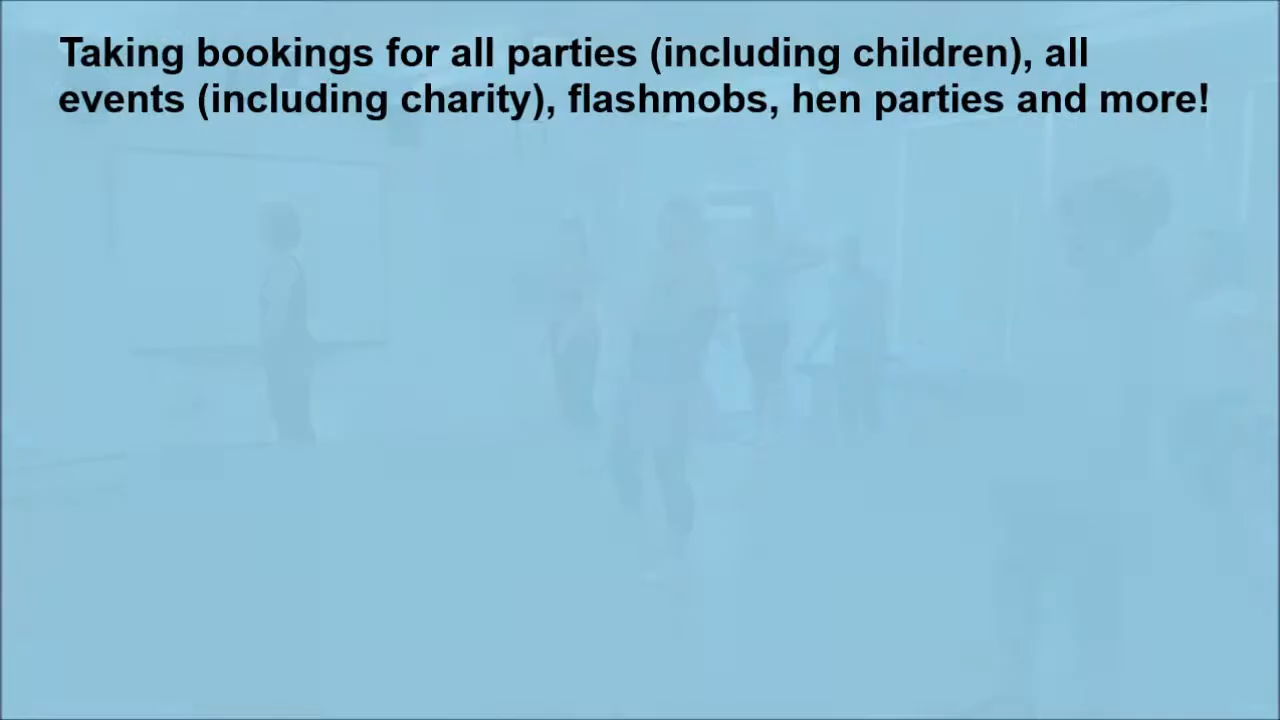 Taking bookings for all parties (including children), all
events (including charity), flashmobs, hen parties and more!